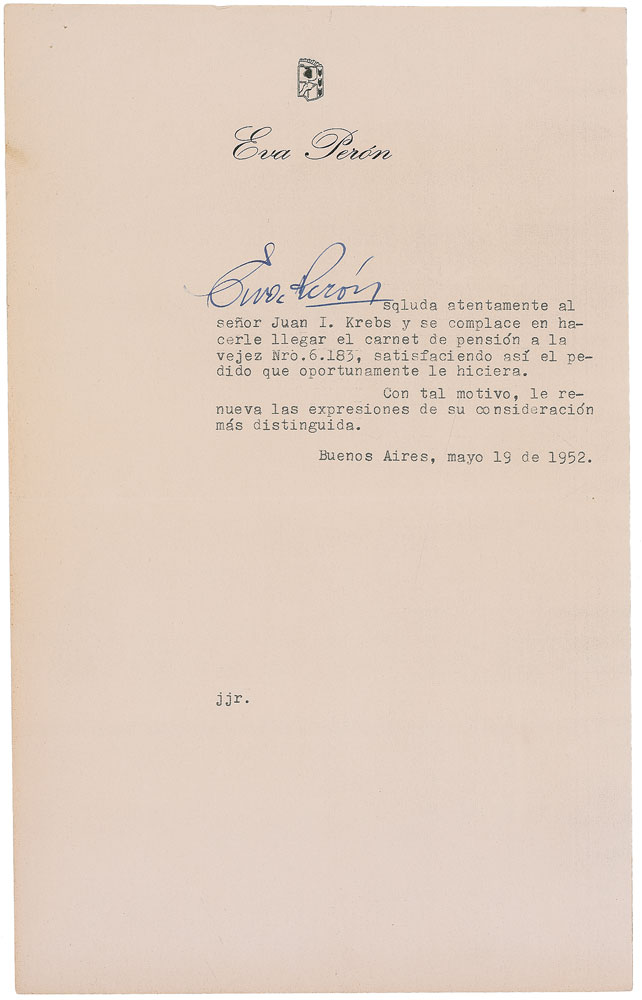 Eva Perón
Eva Perón
sqluda atentamente al
señor Juan I. Krebs y se complace en ha-
cerle llegar el carnet de pensión a la
vejez Nro.6.183, satisfaciendo así el pe-
dido que oportunamente le hiciera.
Con tal motivo, le re-
nueva las expresiones de su consideración
más distinguida.
Buenos Aires, mayo 19 de 1952.
jjr.